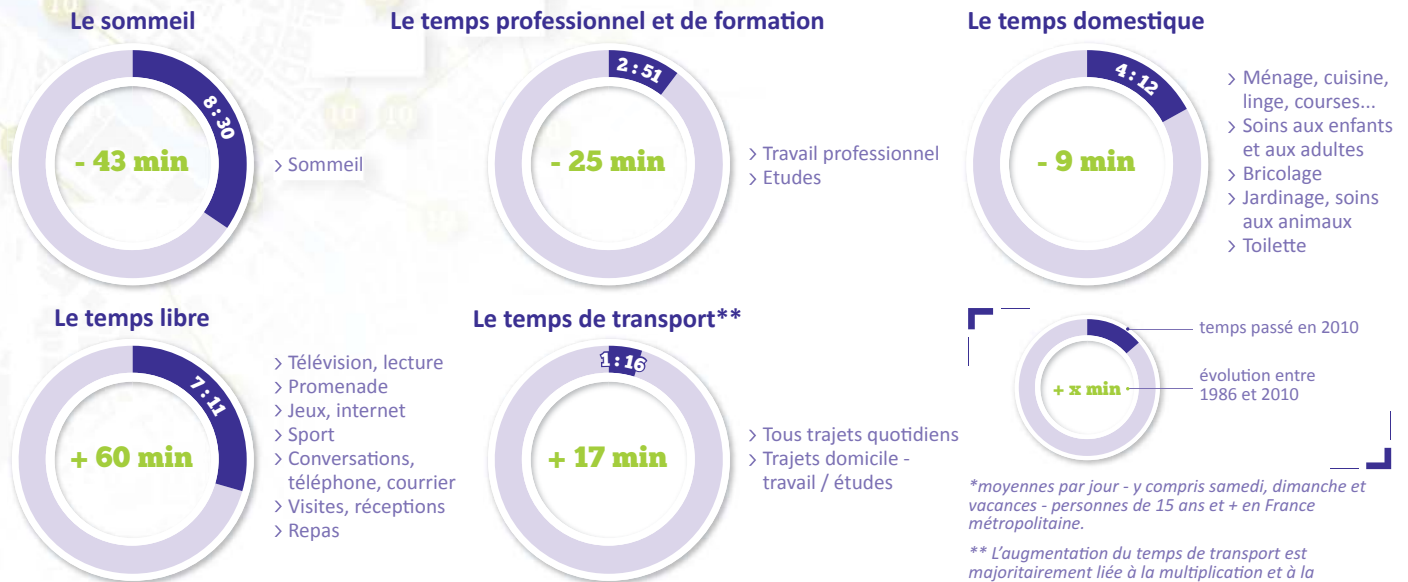 Le sommeil
8:30
- 43 min
> Sommeil
Le temps professionnel et de formation
2:51
- 25 min
> Travail professionnel
> Etudes
Le temps domestique
4:12
- 9 min
> Ménage, cuisine,
linge, courses...
> Soins aux enfants
et aux adultes
> Bricolage
> Jardinage, soins
aux animaux
> Toilette
Le temps libre
7:11
+ 60 min
> Télévision, lecture
> Promenade
> Jeux, internet
> Sport
> Conversations,
téléphone, courrier
> Visites, réceptions
> Repas
Le temps de transport**
1:16
+ 17 min
> Tous trajets quotidiens
> Trajets domicile -
travail / études
temps passé en 2010
+ x min
évolution entre
1986 et 2010
*moyennes par jour - y compris samedi, dimanche et
vacances - personnes de 15 ans et + en France
métropolitaine.
** L'augmentation du temps de transport est
majoritairement liée à la multiplication et à la